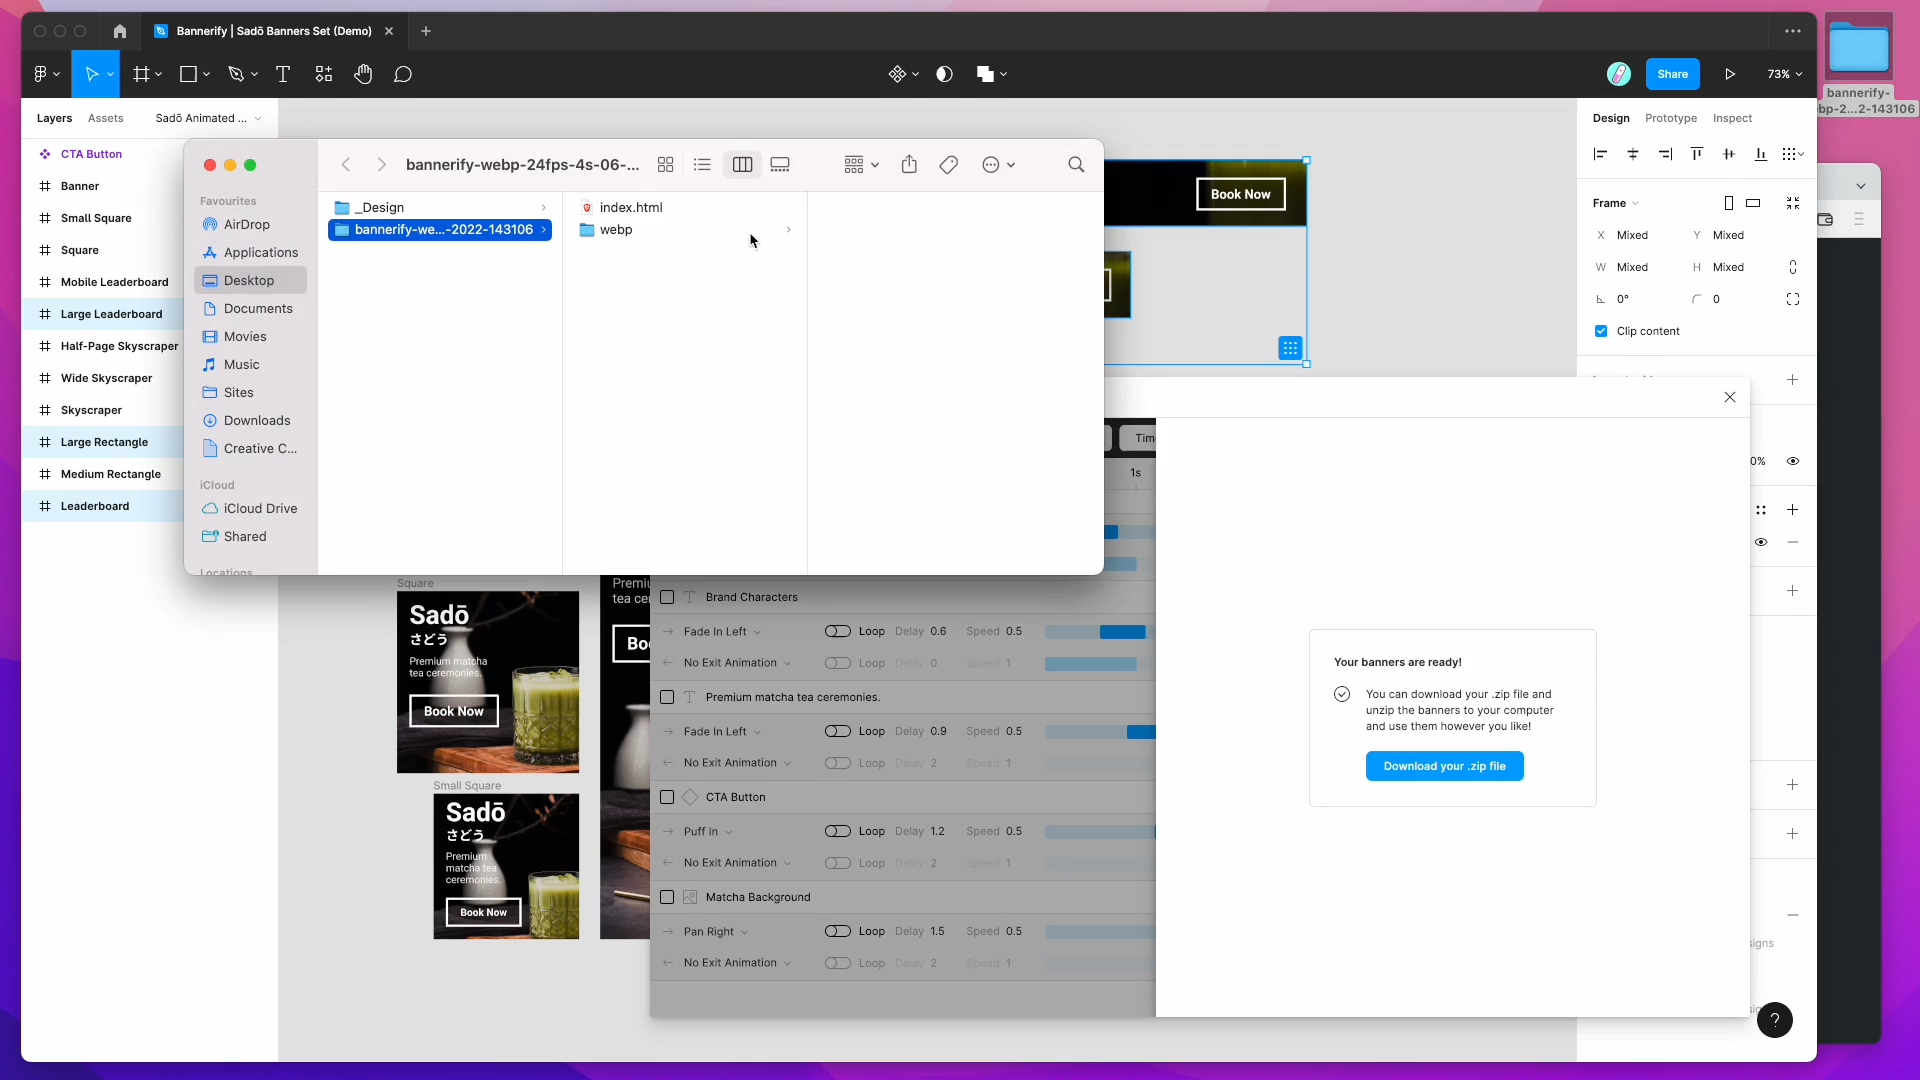 Bannerify | Sadō Banners Set (Demo)
Share
73%
bannerify-
bp-2...2-143106
Layers
Assets
Sadō Animated ...
CTA Button
Banner
Small Square
Square
Mobile Leaderboard
Large Leaderboard
Half-Page Skyscraper
Wide Skyscraper
Skyscraper
Large Rectangle
Medium Rectangle
Leaderboard
bannerify-webp-24fps-4s-06-...
Favourites
AirDrop
Applications
Desktop
Documents
Movies
Music
Sites
Downloads
Creative C...
iCloud
iCloud Drive
Shared
Locations
_Design
bannerify-we...-2022-143106
index.html
webp
Book Now
Design
Prototype
Inspect
Frame
X Mixed
Y Mixed
W Mixed
H Mixed
0°
0
Clip content
0%
Tim
1s
Square
Sadō
さどう
Premium matcha
tea ceremonies.
Book Now
Small Square
Sadō
さどう
Premium
matcha tea
ceremonies.
Book Now
Premiu
tea cer
Bo
Brand Characters
Fade In Left Loop Delay 0.6 Speed 0.5
No Exit Animation Loop Delay 0 Speed 1
Premium matcha tea ceremonies.
Fade In Left Loop Delay 0.9 Speed 0.5
No Exit Animation Loop Delay 2 Speed 1
CTA Button
Puff In Loop Delay 1.2 Speed 0.5
No Exit Animation Loop Delay 2 Speed 1
Matcha Background
Pan Right Loop Delay 1.5 Speed 0.5
No Exit Animation Loop Delay 2 Speed 1
Your banners are ready!
You can download your .zip file and
unzip the banners to your computer
and use them however you like!
Download your .zip file
signs
?